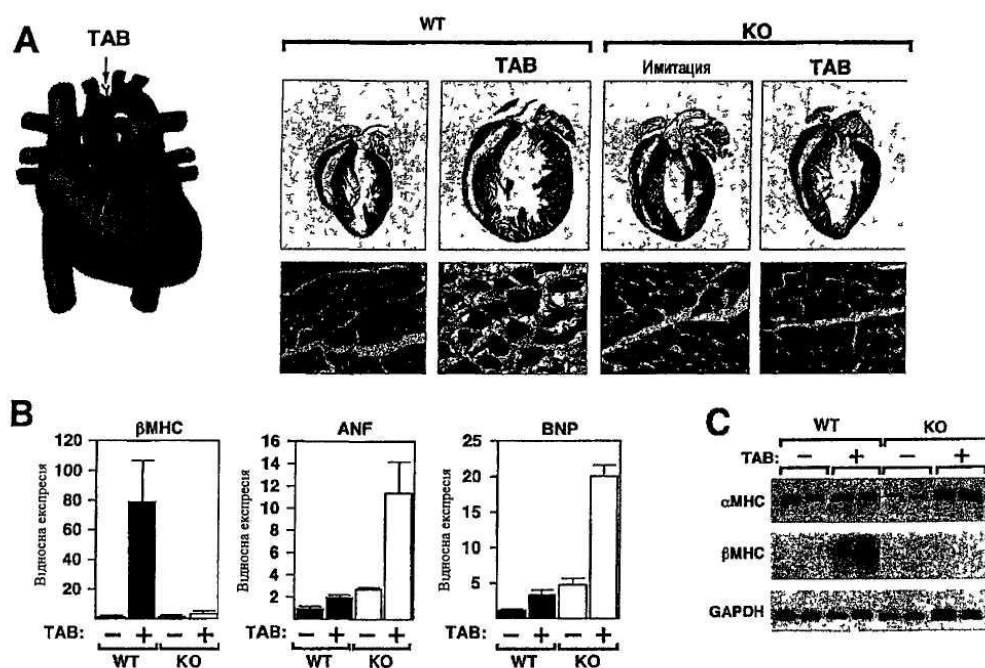 A
TAB
WT
KO
TAB
Имитация
TAB
B
βMHC
Відносна експресія
120
100
80
60
40
20
TAB: − + − +
WT KO
ANF
Відносна експресія
16
14
12
10
8
6
4
2
− + − +
WT KO
BNP
Відносна експресія
25
20
15
10
5
TAB: − + − +
WT KO
C
WT KO
TAB: − + − +
αMHC
βMHC
GAPDH